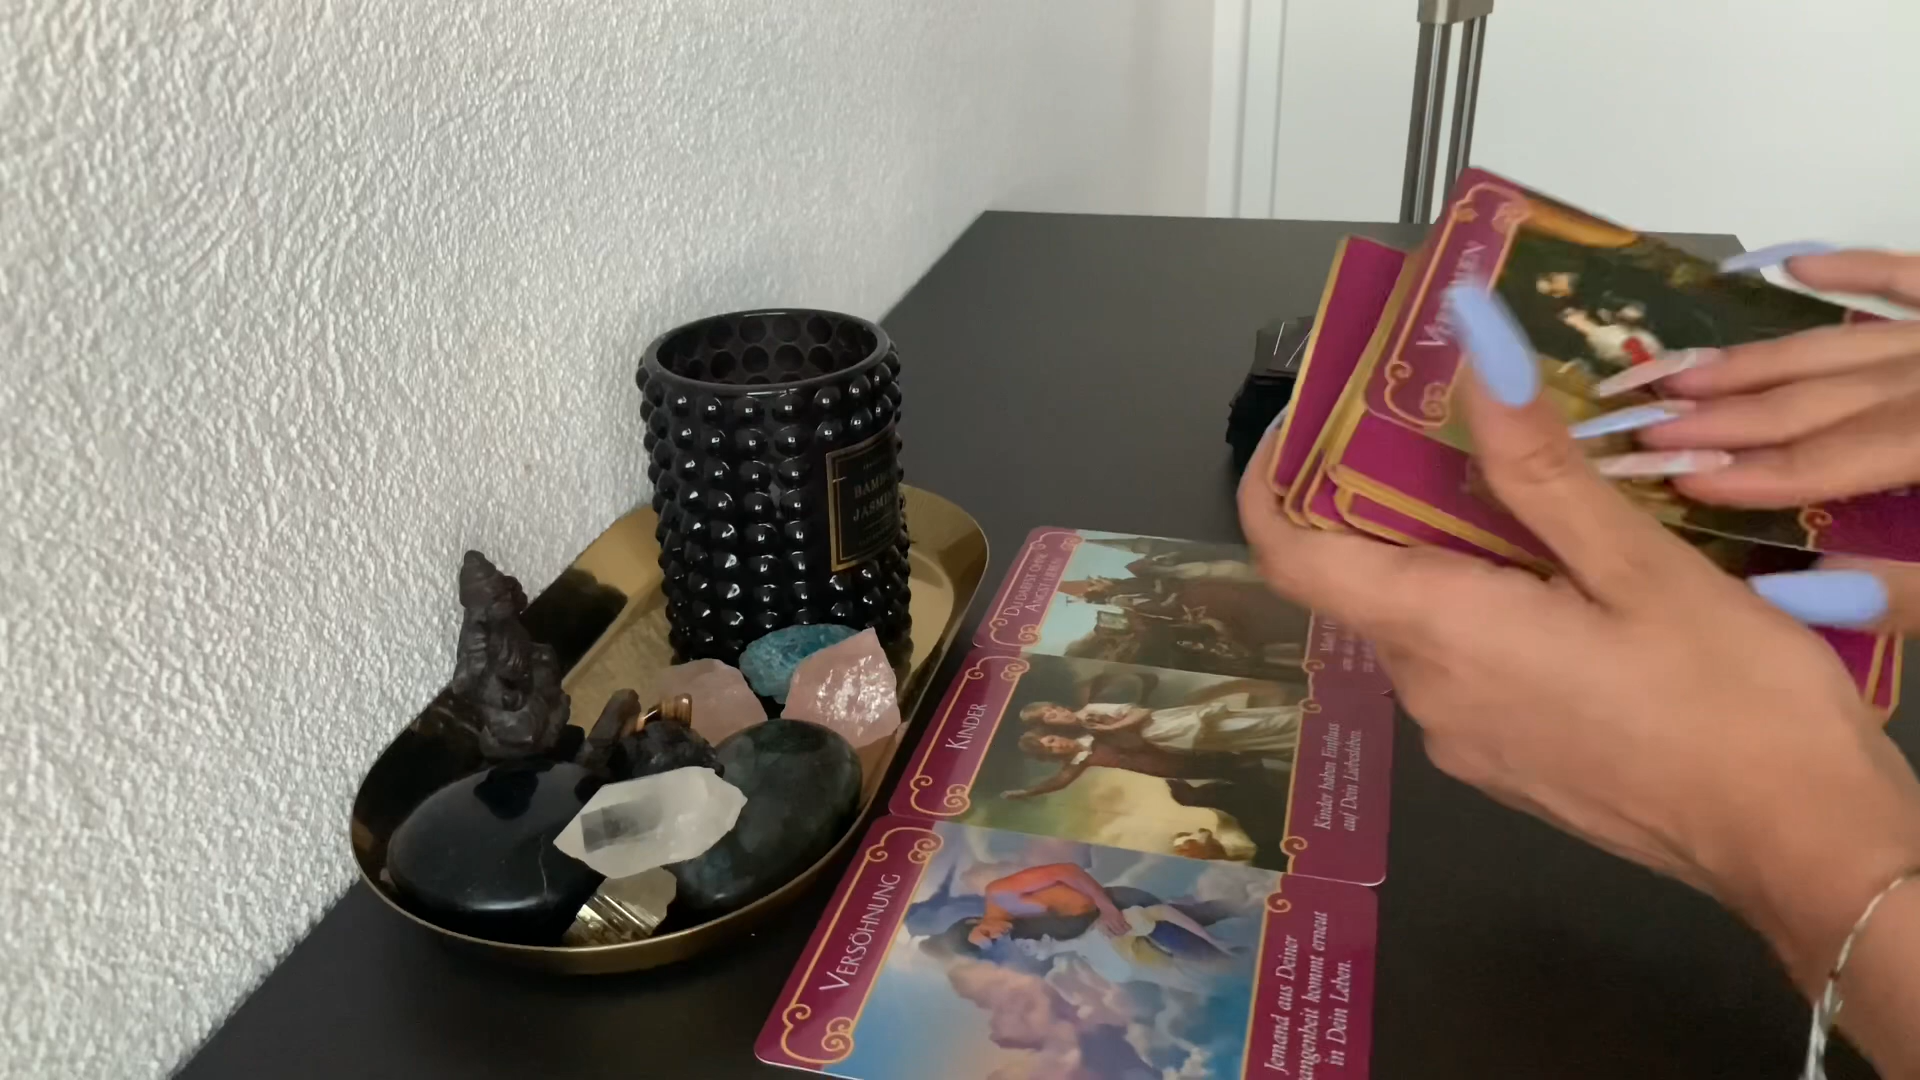 DU DARFST OHNE
ANGST LIEBEN
KINDER
Kinder haben Einfluss
auf Dein Liebesleben.
VERSÖHNUNG
Jemand aus Deiner
kommt erneut
in Dein Leben.